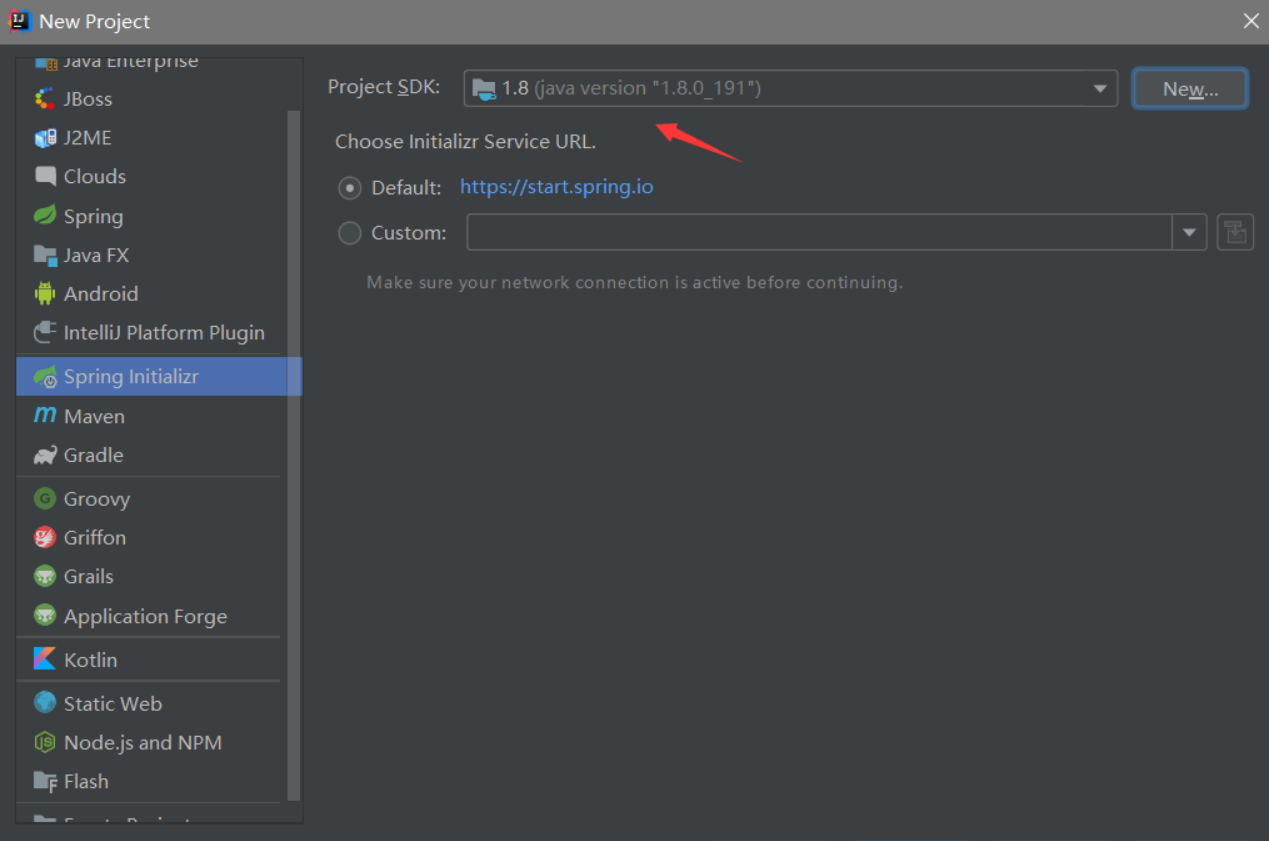 New Project
Java Enterprise
JBoss
J2ME
Clouds
Spring
Java FX
Android
IntelliJ Platform Plugin
Spring Initializr
Maven
Gradle
Groovy
Griffon
Grails
Application Forge
Kotlin
Static Web
Node.js and NPM
Flash
Empty Project
Project SDK: 1.8 (java version "1.8.0_191") New...
Choose Initializr Service URL.
Default: https://start.spring.io
Custom:
Make sure your network connection is active before continuing.